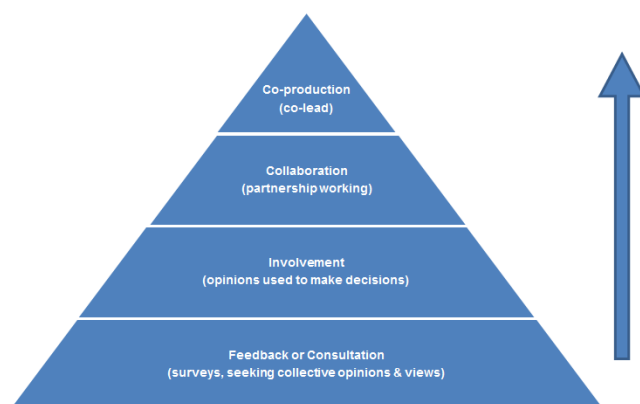 Co-production
(co-lead)
Collaboration
(partnership working)
Involvement
(opinions used to make decisions)
Feedback or Consultation
(surveys, seeking collective opinions & views)